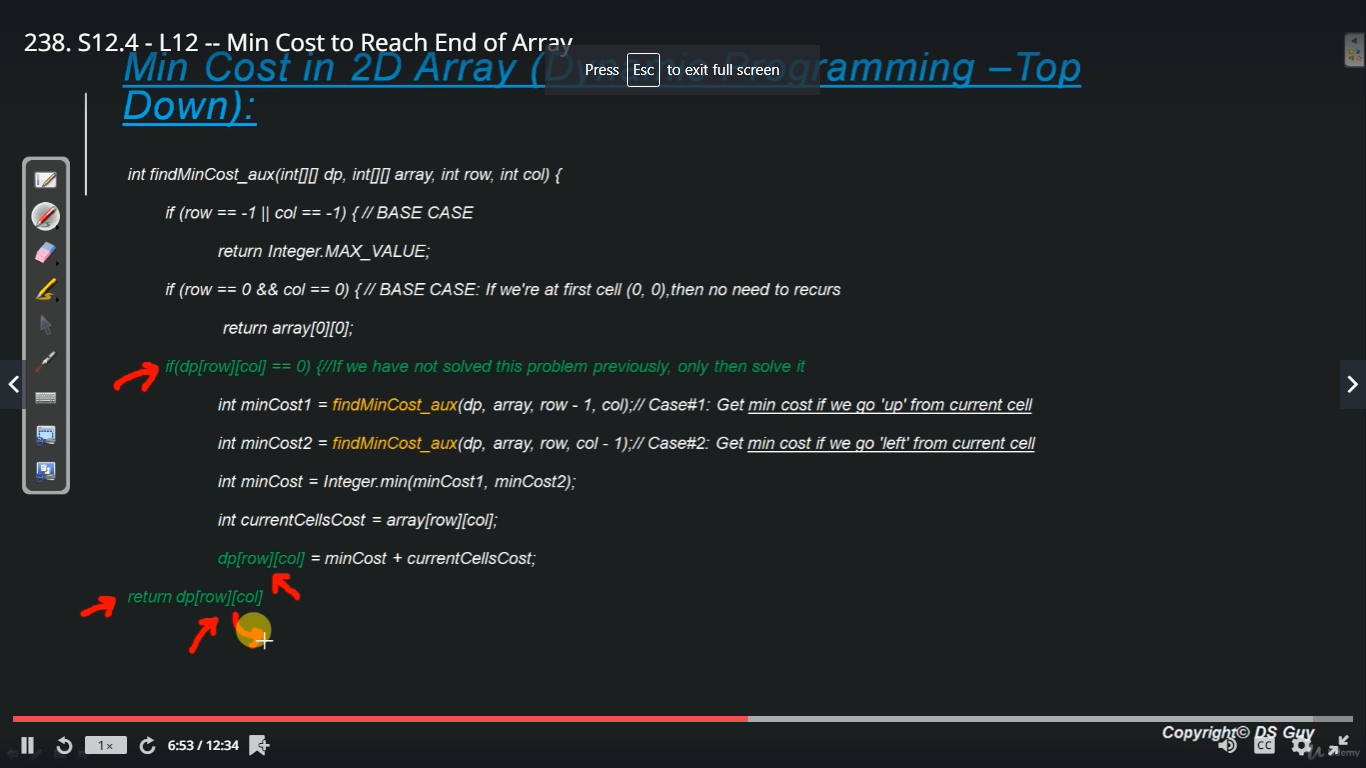 238. S12.4 - L12 -- Min Cost to Reach End of Array
Press Esc to exit full screen
Min Cost in 2D Array ( Programming –Top
Down):
int findMinCost_aux(int[][] dp, int[][] array, int row, int col) {
if (row == -1 || col == -1) { // BASE CASE
return Integer.MAX_VALUE;
if (row == 0 && col == 0) { // BASE CASE: If we're at first cell (0, 0),then no need to recurs
return array[0][0];
if(dp[row][col] == 0) {//If we have not solved this problem previously, only then solve it
int minCost1 = findMinCost_aux(dp, array, row - 1, col);// Case#1: Get min cost if we go 'up' from current cell
int minCost2 = findMinCost_aux(dp, array, row, col - 1);// Case#2: Get min cost if we go 'left' from current cell
int minCost = Integer.min(minCost1, minCost2);
int currentCellsCost = array[row][col];
dp[row][col] = minCost + currentCellsCost;
return dp[row][col]
Copyright© DS Guy
1× 6:53 / 12:34 CC